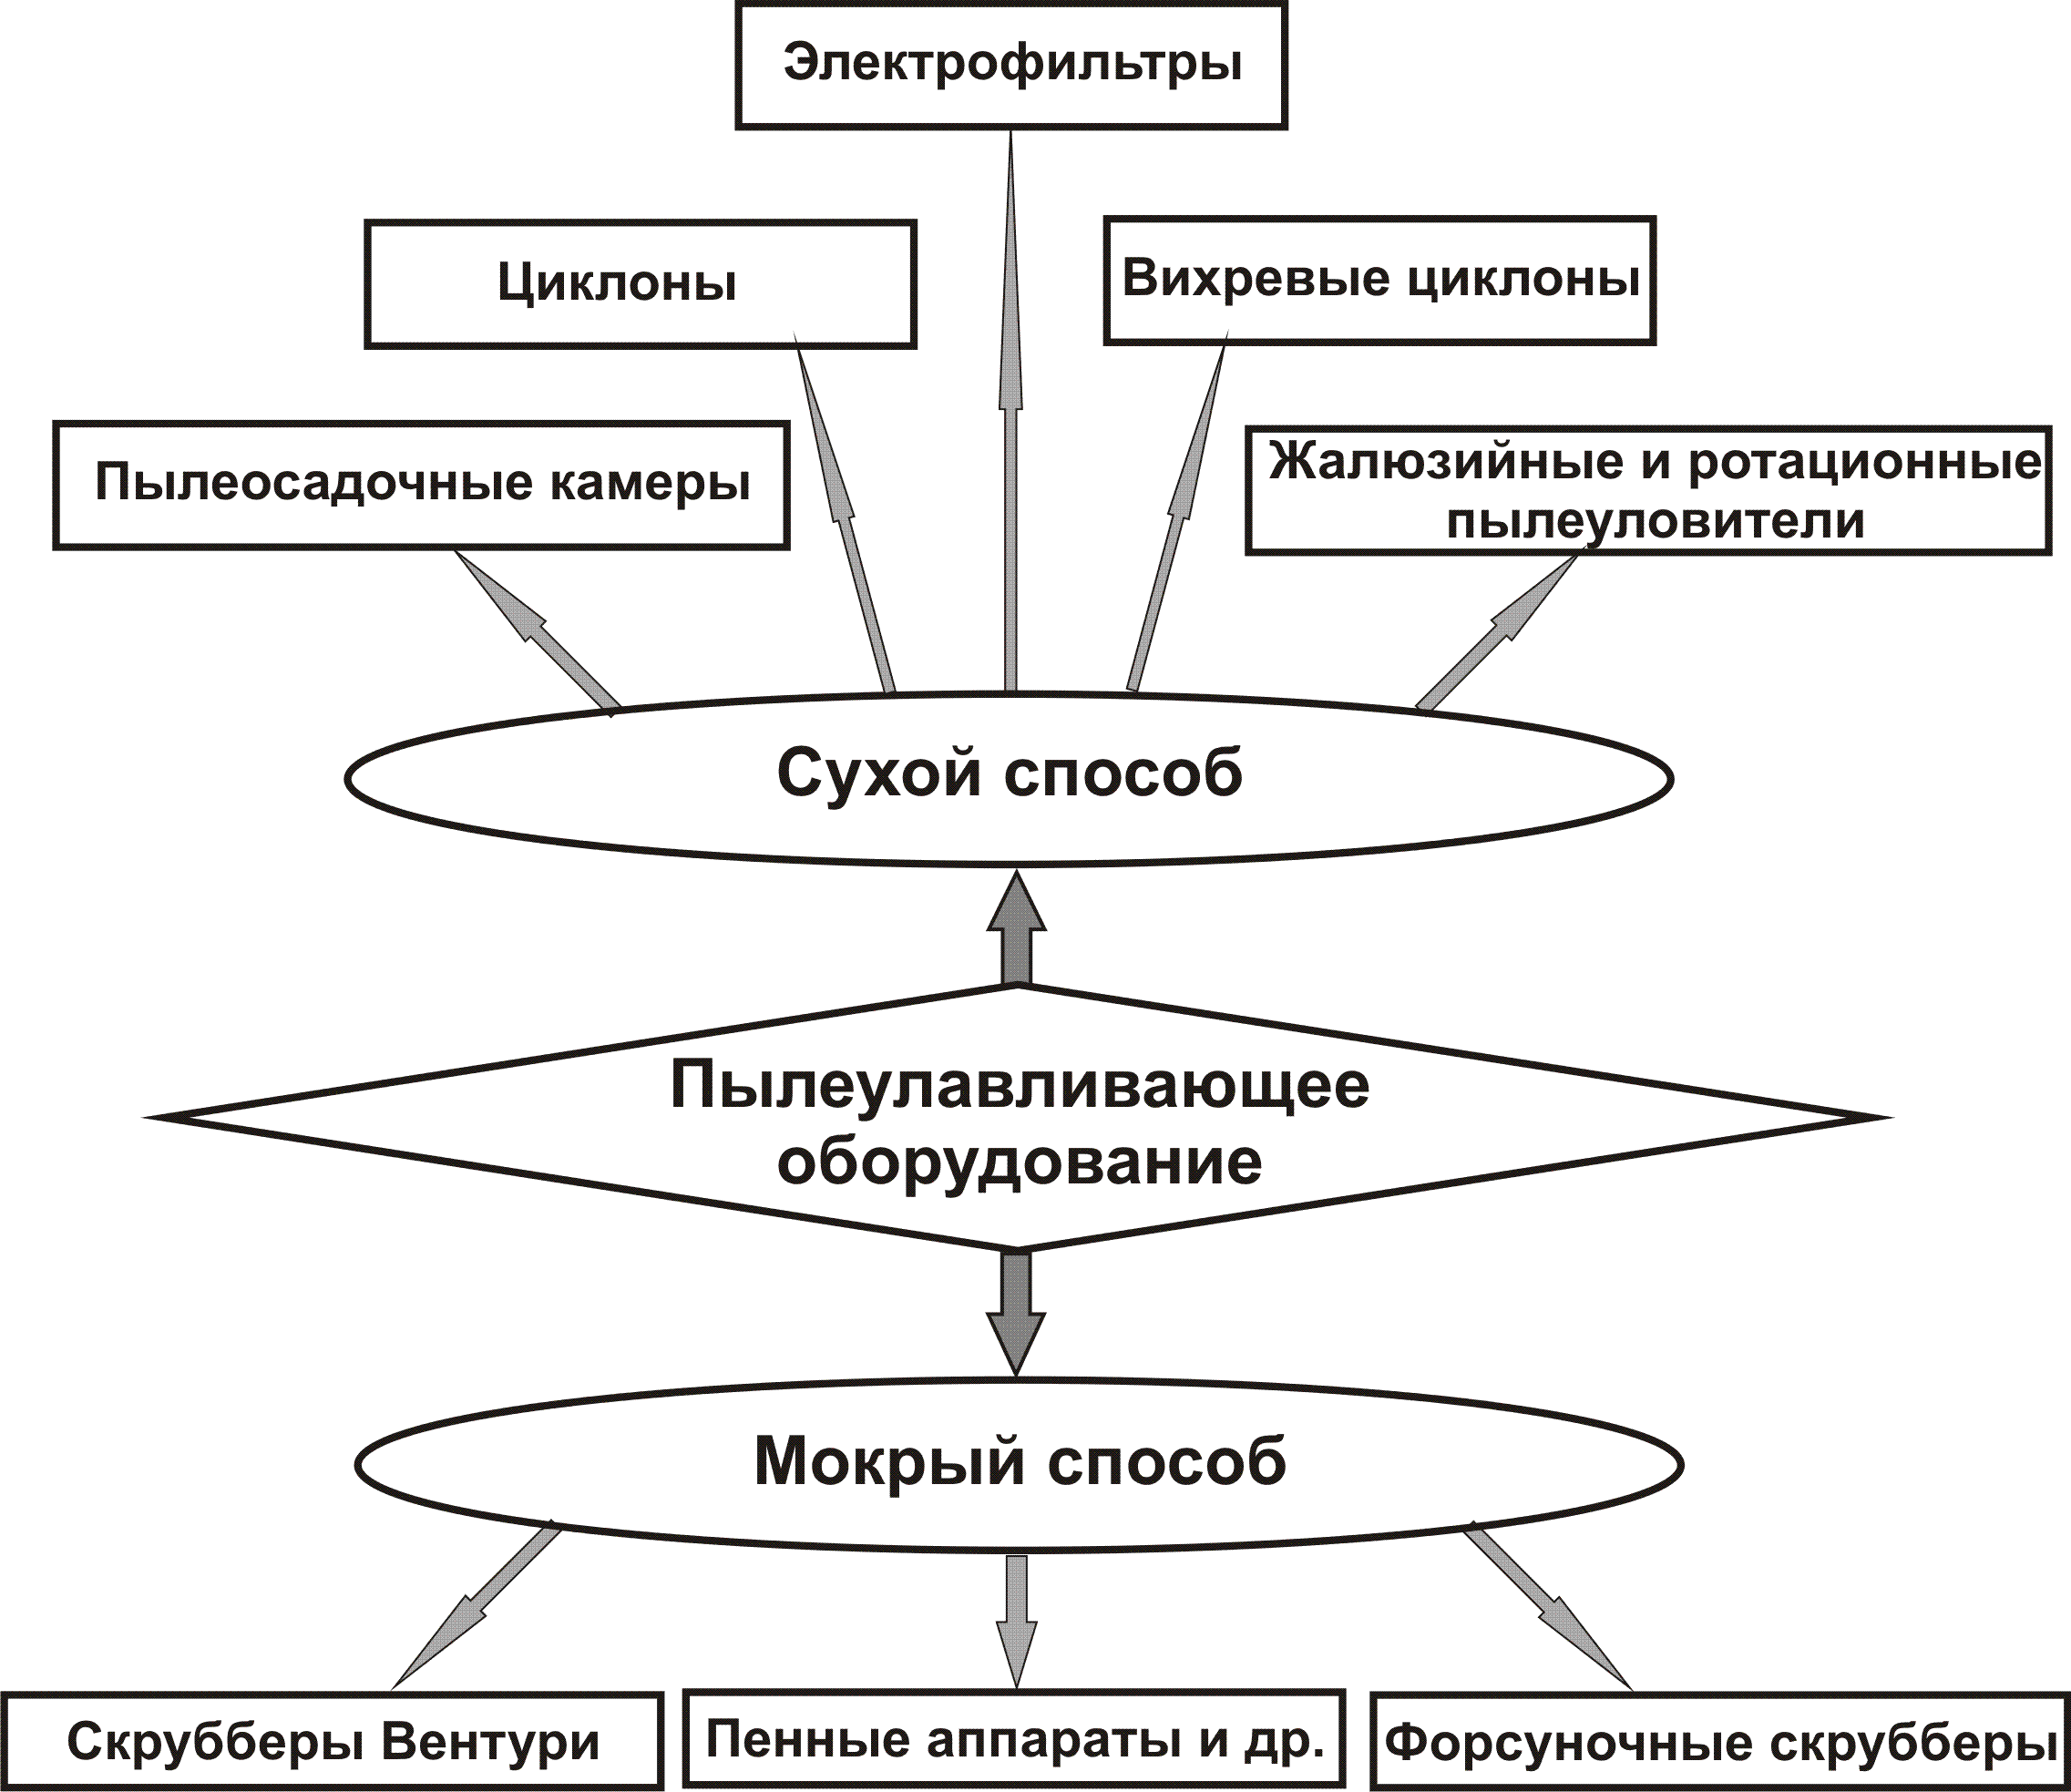 Электрофильтры
Циклоны
Вихревые циклоны
Пылеосадочные камеры
Жалюзийные и ротационные
пылеуловители
Сухой способ
Пылеулавливающее
оборудование
Мокрый способ
Скрубберы Вентури
Пенные аппараты и др.
Форсуночные скрубберы